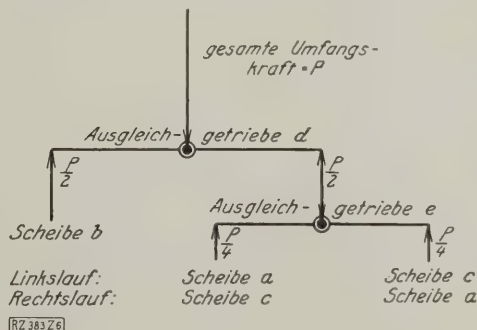 gesamte Umfangs-
kraft = P
Ausgleich- getriebe d
P/2 P/2
Ausgleich- getriebe e
Scheibe b P/4 P/4
Linkslauf: Scheibe a Scheibe c
Rechtslauf: Scheibe c Scheibe a
RZ 383 Z6